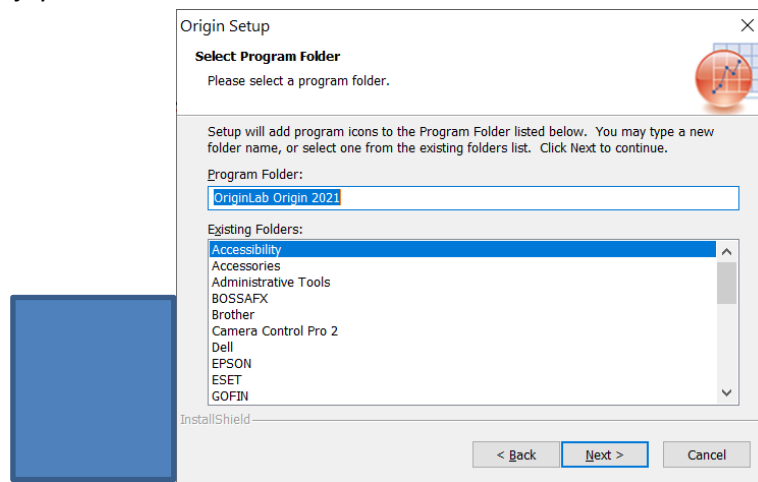 Origin Setup
Select Program Folder
Please select a program folder.
Setup will add program icons to the Program Folder listed below. You may type a new
folder name, or select one from the existing folders list. Click Next to continue.
Program Folder:
OriginLab Origin 2021
Existing Folders:
Accessibility
Accessories
Administrative Tools
BOSSAFX
Brother
Camera Control Pro 2
Dell
EPSON
ESET
GOFIN
InstallShield
< Back Next > Cancel